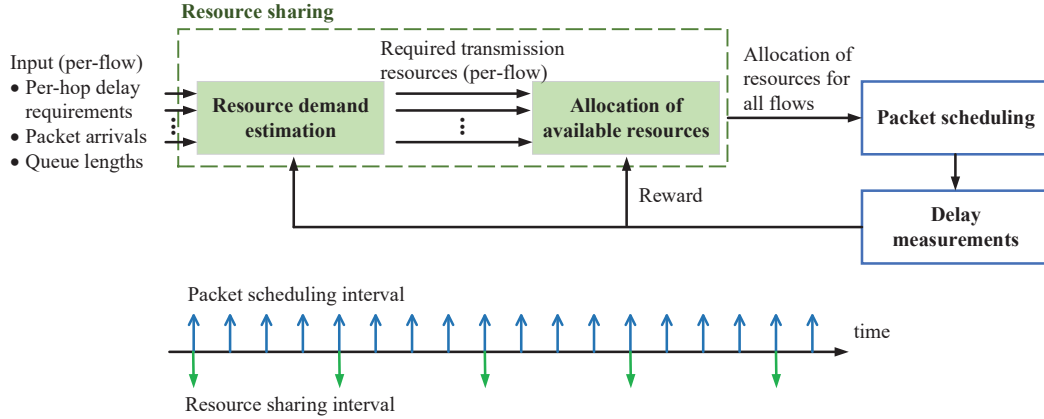 Resource sharing
Input (per-flow)
• Per-hop delay
requirements
• Packet arrivals
• Queue lengths
Resource demand
estimation
Required transmission
resources (per-flow)
Allocation of
available resources
Allocation of
resources for
all flows
Packet scheduling
Reward
Delay
measurements
Packet scheduling interval
time
Resource sharing interval